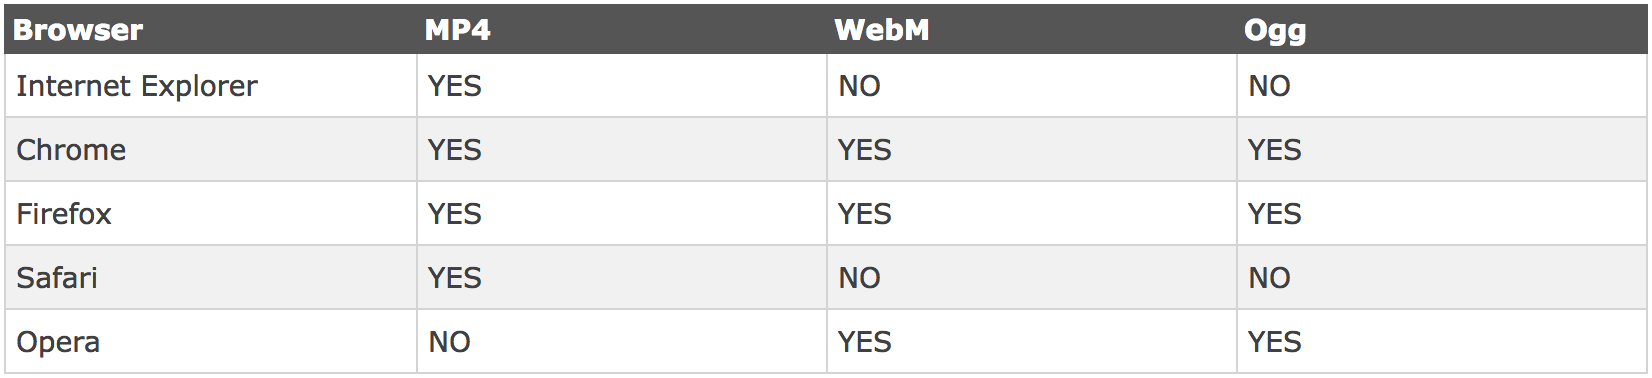 Browser MP4 WebM Ogg
Internet Explorer YES NO NO
Chrome YES YES YES
Firefox YES YES YES
Safari YES NO NO
Opera NO YES YES